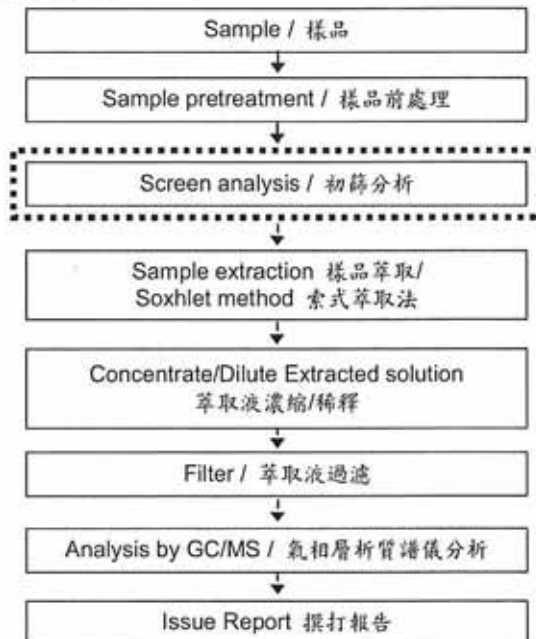 Sample / 樣品
Sample pretreatment / 樣品前處理
Screen analysis / 初篩分析
Sample extraction 樣品萃取/
Soxhlet method 索式萃取法
Concentrate/Dilute Extracted solution
萃取液濃縮/稀釋
Filter / 萃取液過濾
Analysis by GC/MS / 氣相層析質譜儀分析
Issue Report 撰打報告